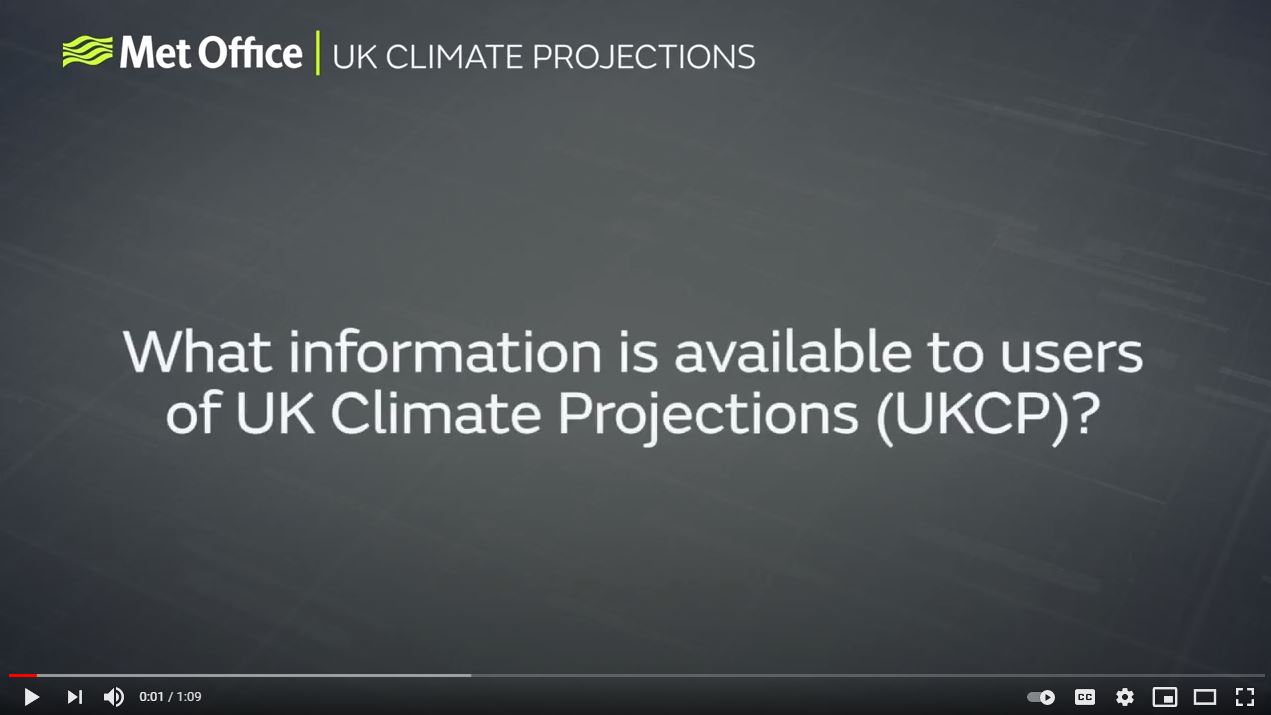 Met Office | UK CLIMATE PROJECTIONS
What information is available to users
of UK Climate Projections (UKCP)?
0:01 / 1:09
CC